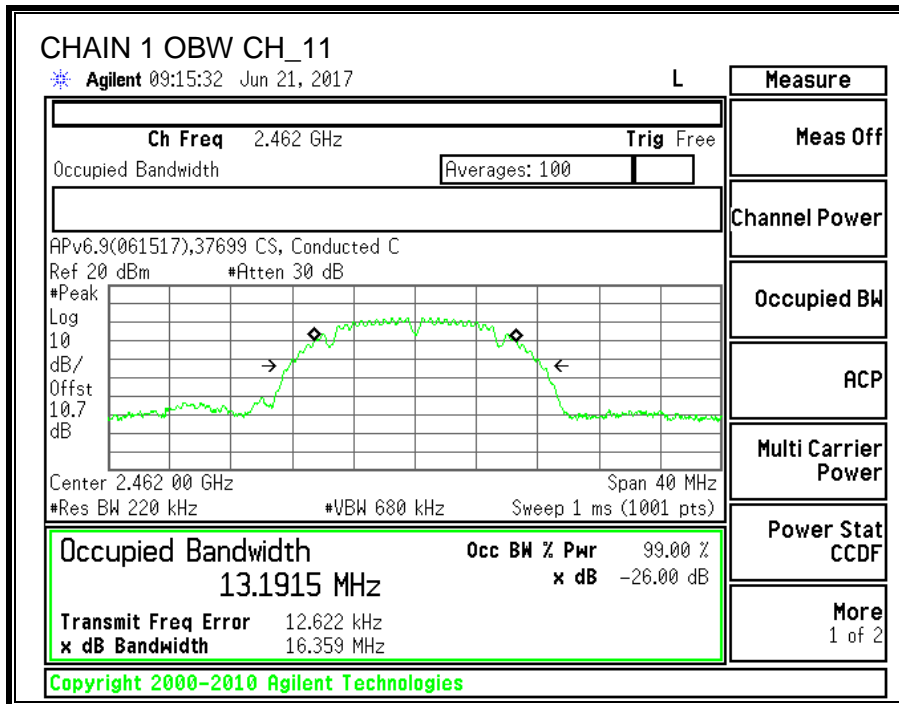 CHAIN 1 OBW CH_11
Agilent 09:15:32 Jun 21, 2017 L
Measure
Ch Freq 2.462 GHz Trig Free
Occupied Bandwidth Averages: 100
APv6.9(061517),37699 CS, Conducted C
Ref 20 dBm #Atten 30 dB
#Peak
Log
10
dB/
Offst
10.7
dB
Center 2.462 00 GHz Span 40 MHz
#Res BW 220 kHz #VBW 680 kHz Sweep 1 ms (1001 pts)
Occupied Bandwidth Occ BW % Pwr 99.00 %
13.1915 MHz x dB -26.00 dB
Transmit Freq Error 12.622 kHz
x dB Bandwidth 16.359 MHz
Copyright 2000-2010 Agilent Technologies
Meas Off
Channel Power
Occupied BW
ACP
Multi Carrier
Power
Power Stat
CCDF
More
1 of 2